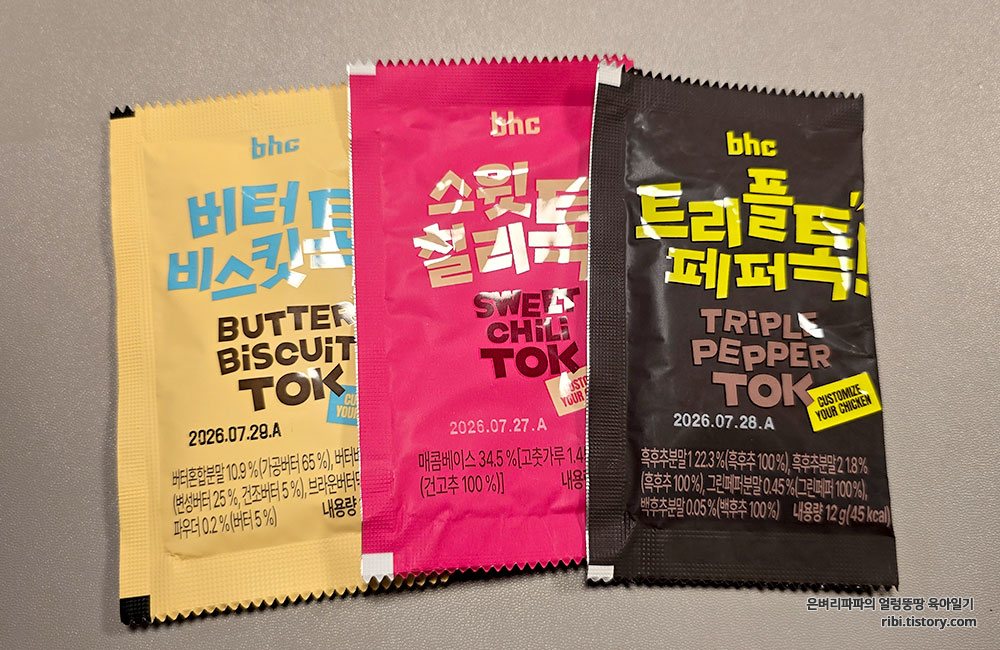 bhc
버터
비스킷
BUTTER
BISCUIT
TOK
2026.07.28.A
버터혼합분말 10.9 % (가공버터 65 %), 버터
(변성버터 25 %, 건조버터 5 %), 브라운버터
파우더 0.2 % (버터 5 %)
내용량
bhc
스윗
칠리톡
SWEET
CHILI
TOK
YOUR
2026.07.27.A
매콤베이스 34.5 % [고춧가루 1.4
(건고추 100 %)]
bhc
트리플톡!
페퍼톡!
TRIPLE
PEPPER
TOK
CUSTOMIZE
YOUR CHICKEN
2026.07.28.A
흑후추분말1 22.3 % (흑후추 100 %), 흑후추분말2 1.8%
(흑후추 100 %), 그린페퍼분말 0.45 % (그린페퍼 100 %),
백후추분말 0.05 % (백후추 100 %) 내용량 12 g (45 kcal)
은벼리파파의 얼렁뚱땅 육아일기
ribi.tistory.com